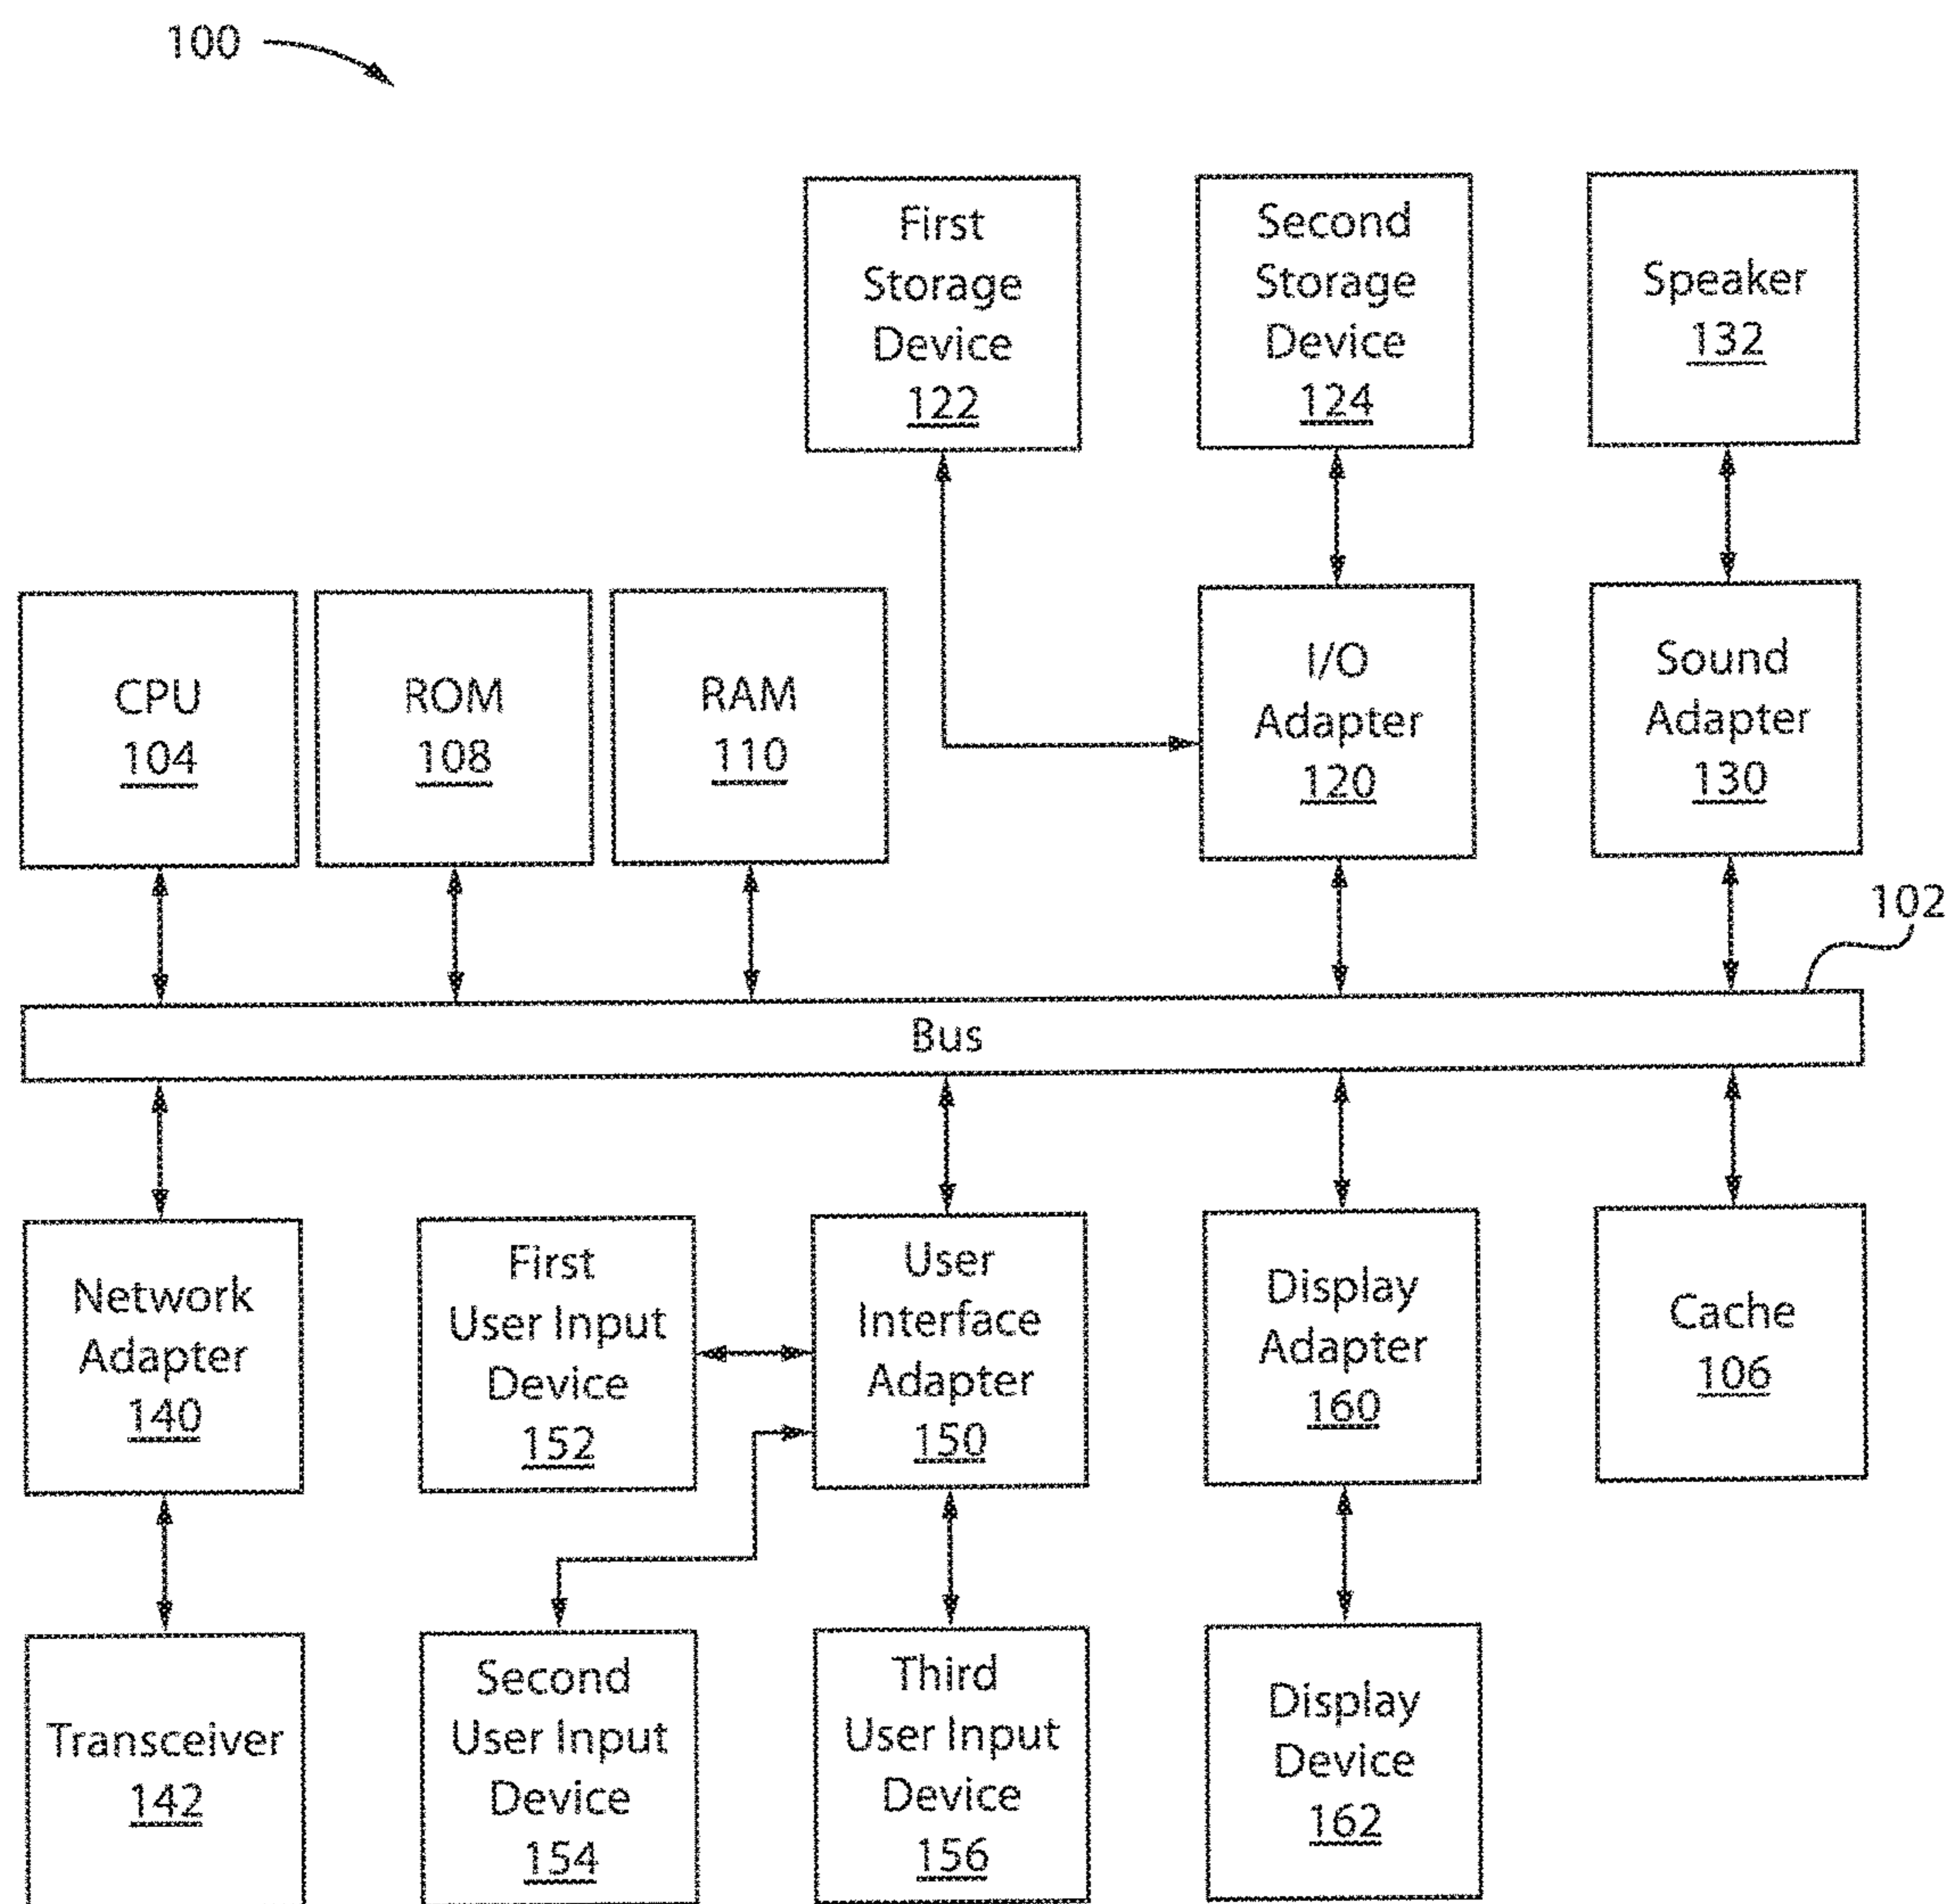 100
First
Storage
Device
122
Second
Storage
Device
124
Speaker
132
CPU
104
ROM
108
RAM
110
I/O
Adapter
120
Sound
Adapter
130
102
Bus
Network
Adapter
140
First
User Input
Device
152
User
Interface
Adapter
150
Display
Adapter
160
Cache
106
Transceiver
142
Second
User Input
Device
154
Third
User Input
Device
156
Display
Device
162